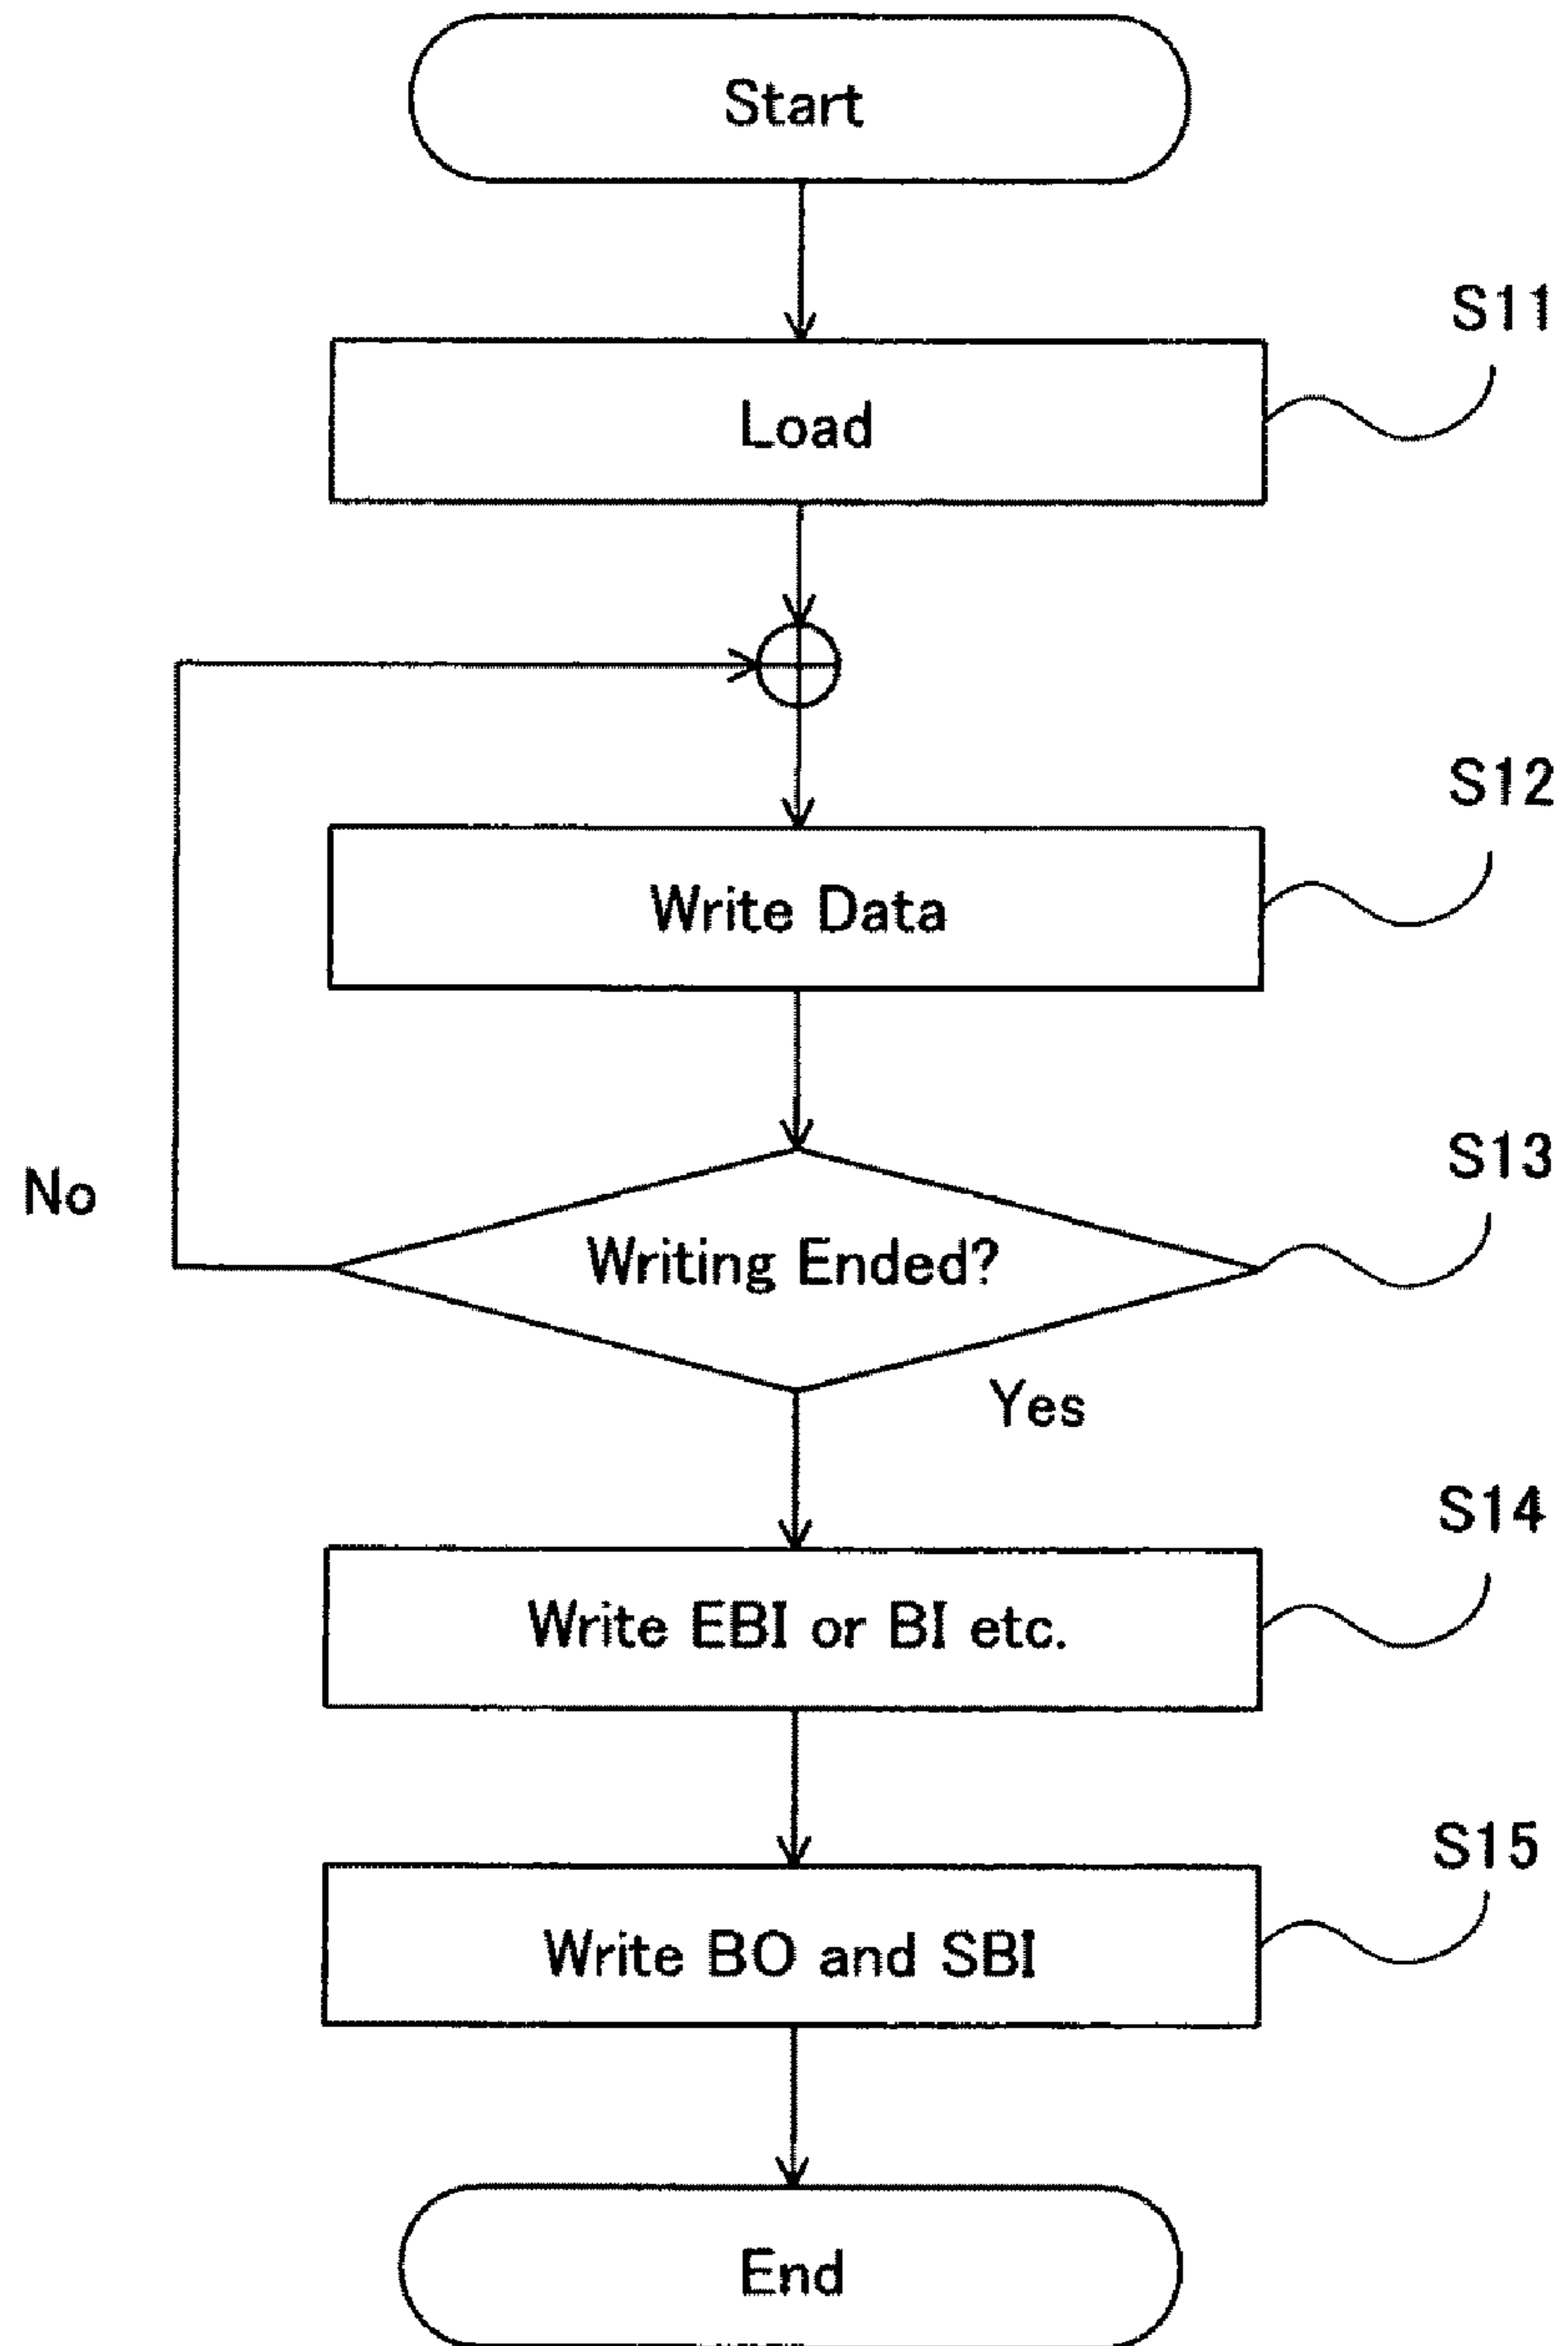 Start
S11
Load
S12
Write Data
S13
No
Writing Ended?
Yes
S14
Write EBI or BI etc.
S15
Write BO and SBI
End